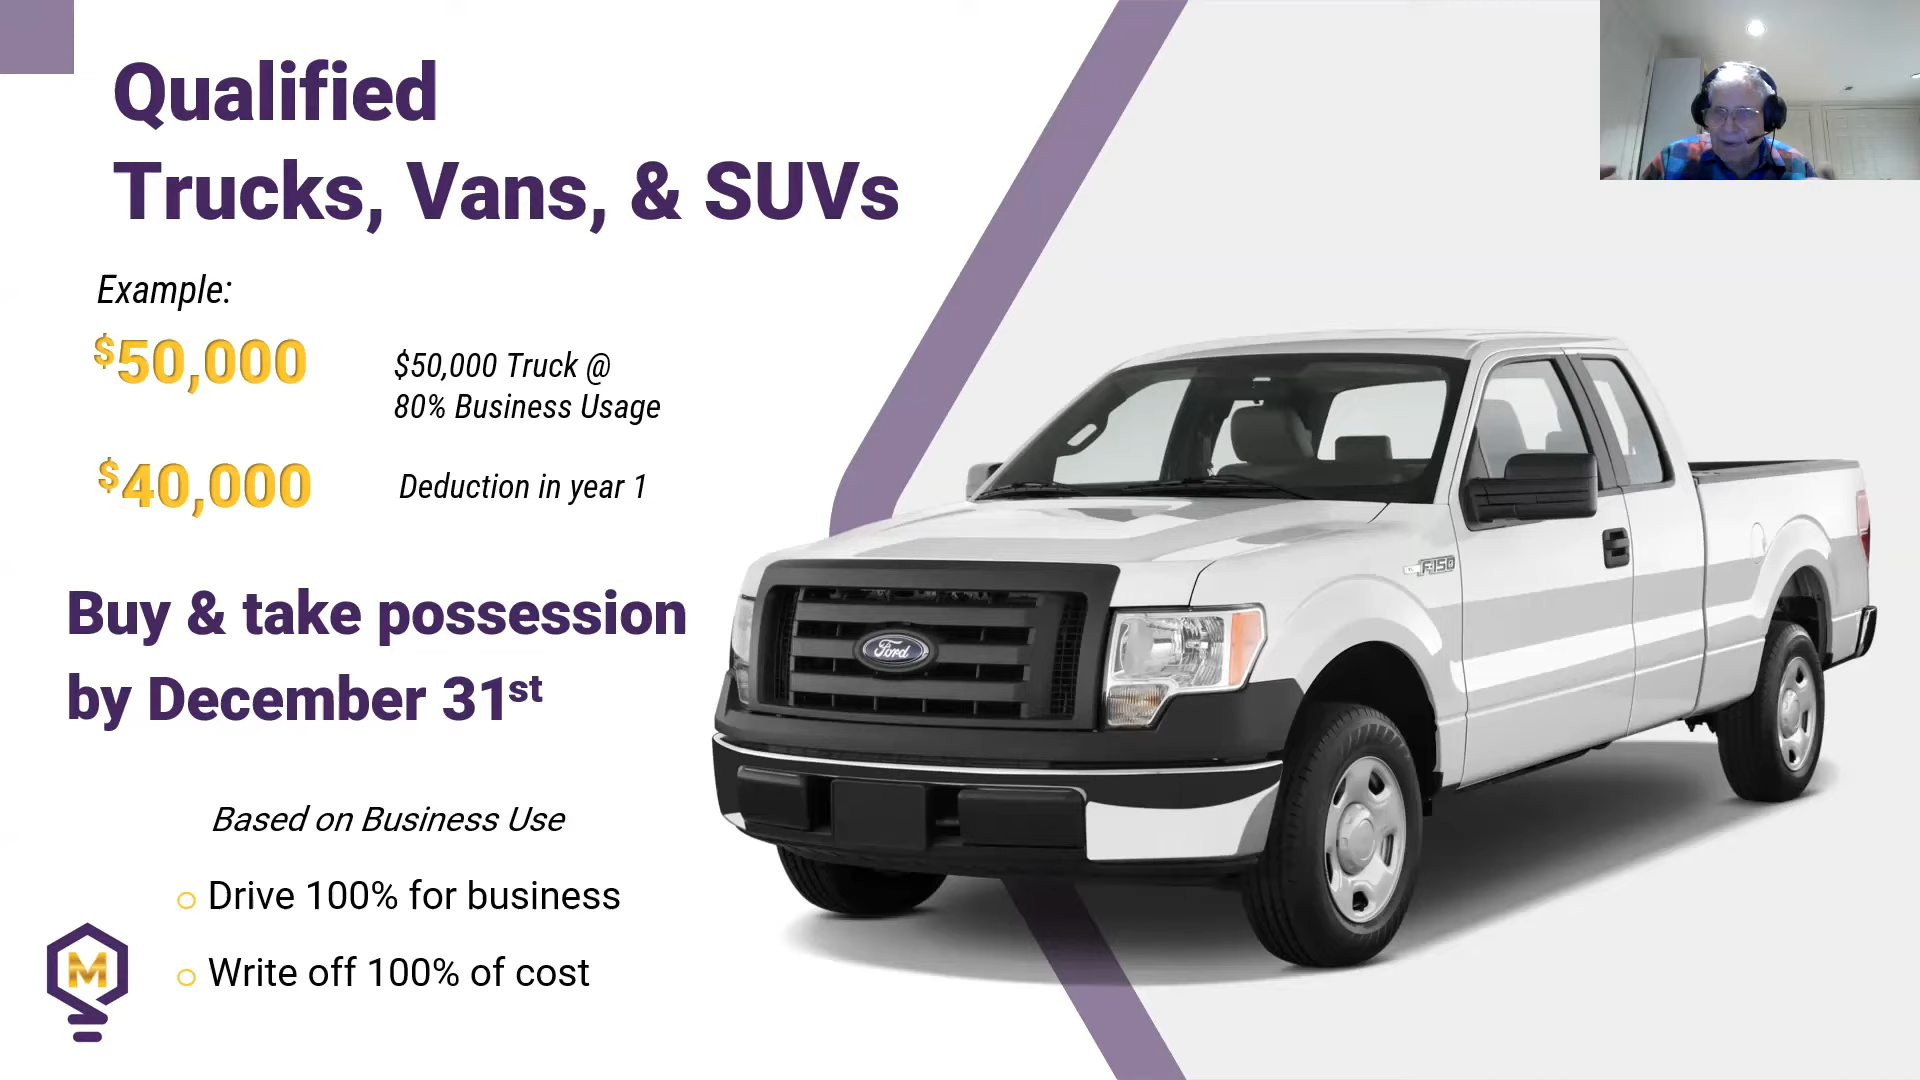 Qualified
Trucks, Vans, & SUVs
Example:
$50,000
$50,000 Truck @
80% Business Usage
$40,000
Deduction in year 1
Buy & take possession
by December 31st
Based on Business Use
Drive 100% for business
Write off 100% of cost
M
Ford
F-150